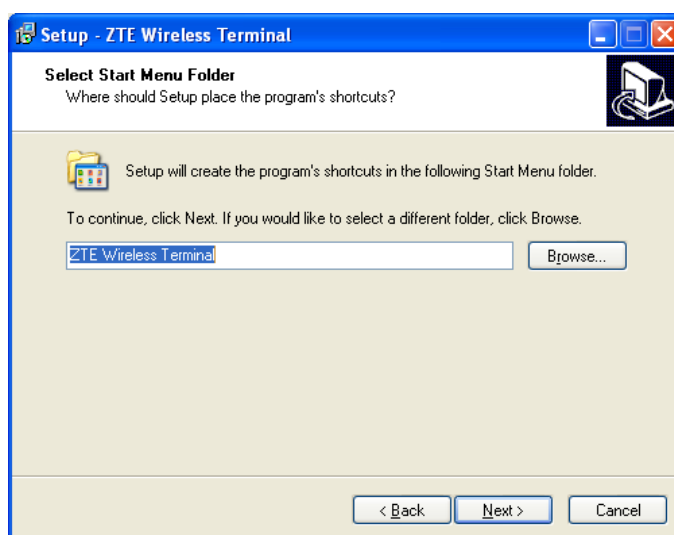 Setup - ZTE Wireless Terminal
Select Start Menu Folder
Where should Setup place the program's shortcuts?
Setup will create the program's shortcuts in the following Start Menu folder.
To continue, click Next. If you would like to select a different folder, click Browse.
ZTE Wireless Terminal
Browse...
< Back
Next >
Cancel